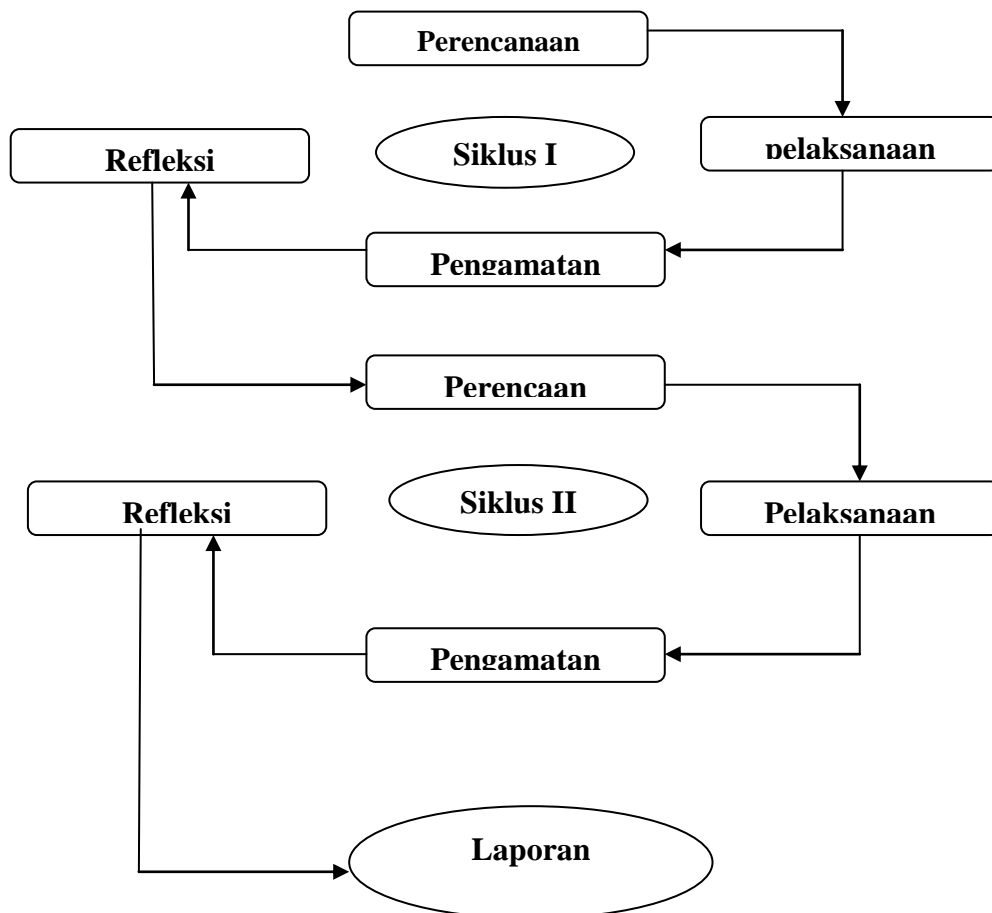 Perencanaan
Refleksi
Siklus I
pelaksanaan
Pengamatan
Perencaan
Refleksi
Siklus II
Pelaksanaan
Pengamatan
Laporan